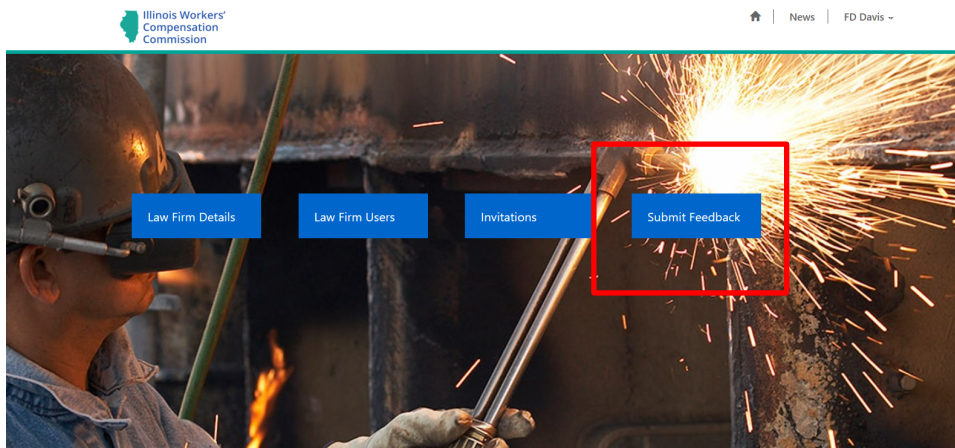 Illinois Workers'
Compensation
Commission
News
FD Davis
Law Firm Details
Law Firm Users
Invitations
Submit Feedback